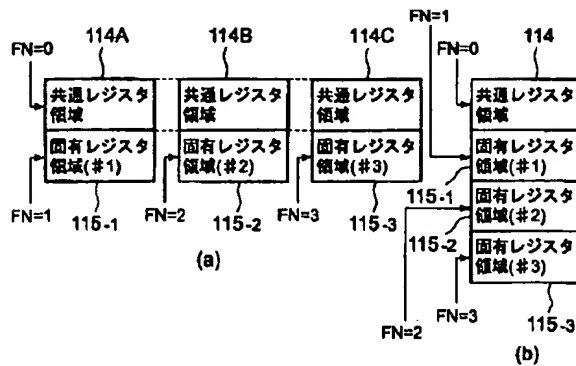 114A
114B
114C
FN=1
114
FN=0
FN=0
共通レジスタ
領域
共通レジスタ
領域
共通レジスタ
領域
共通レジスタ
領域
固有レジスタ
領域(#1)
固有レジスタ
領域(#2)
固有レジスタ
領域(#3)
固有レジスタ
領域(#1)
FN=1
115-1
FN=2
115-2
FN=3
115-3
115-1
固有レジスタ
領域(#2)
115-2
固有レジスタ
領域(#3)
(a)
FN=2
FN=3
115-3
(b)